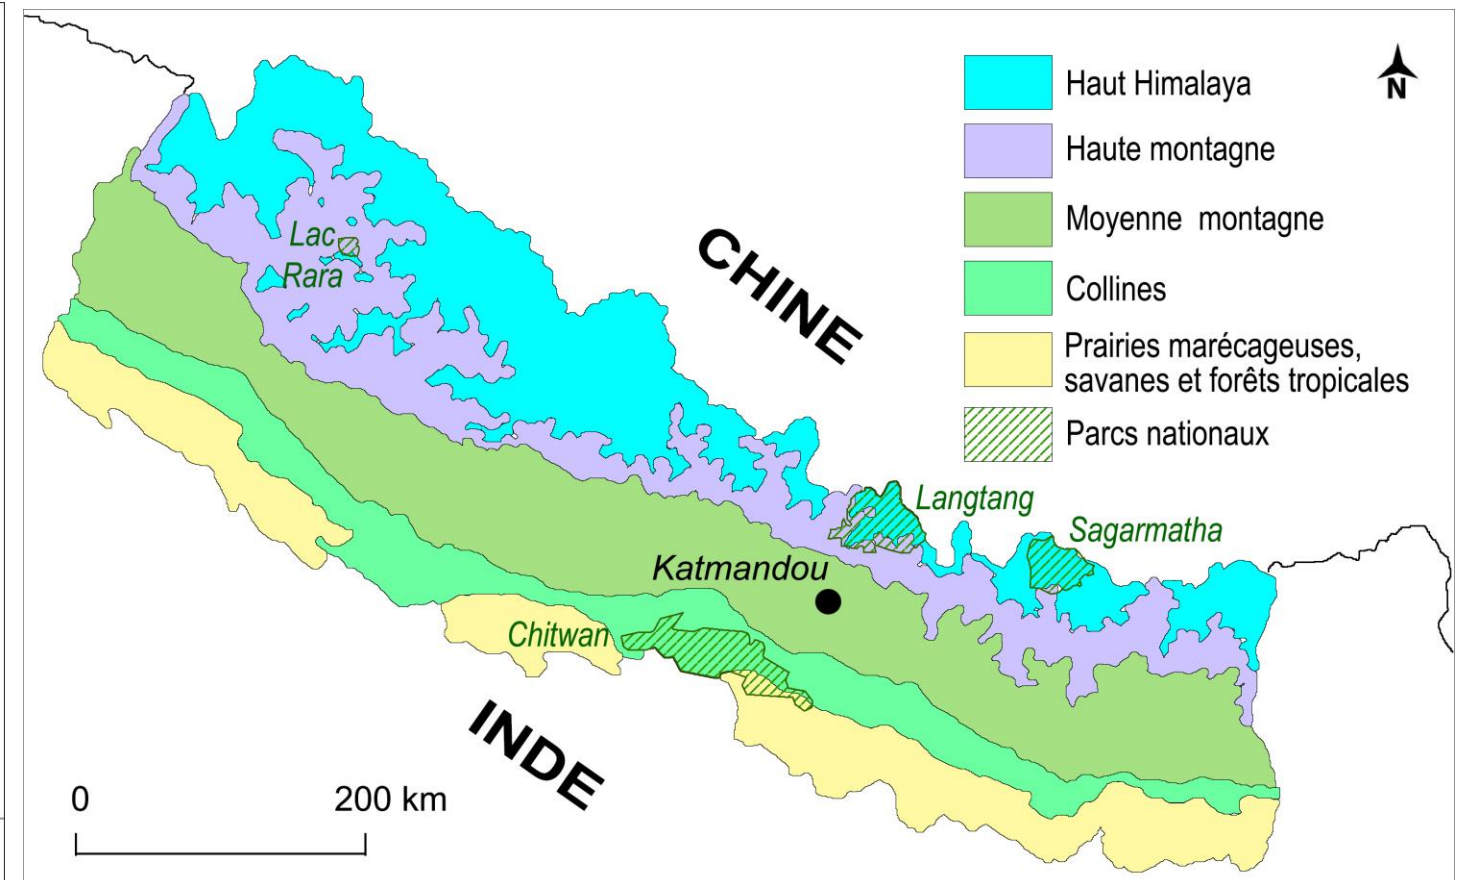 Haut Himalaya
N
Haute montagne
Moyenne montagne
Lac
Rara
CHINE
Collines
Prairies marécageuses,
savanes et forêts tropicales
Parcs nationaux
Langtang
Sagarmatha
Katmandou
Chitwan
INDE
0 200 km